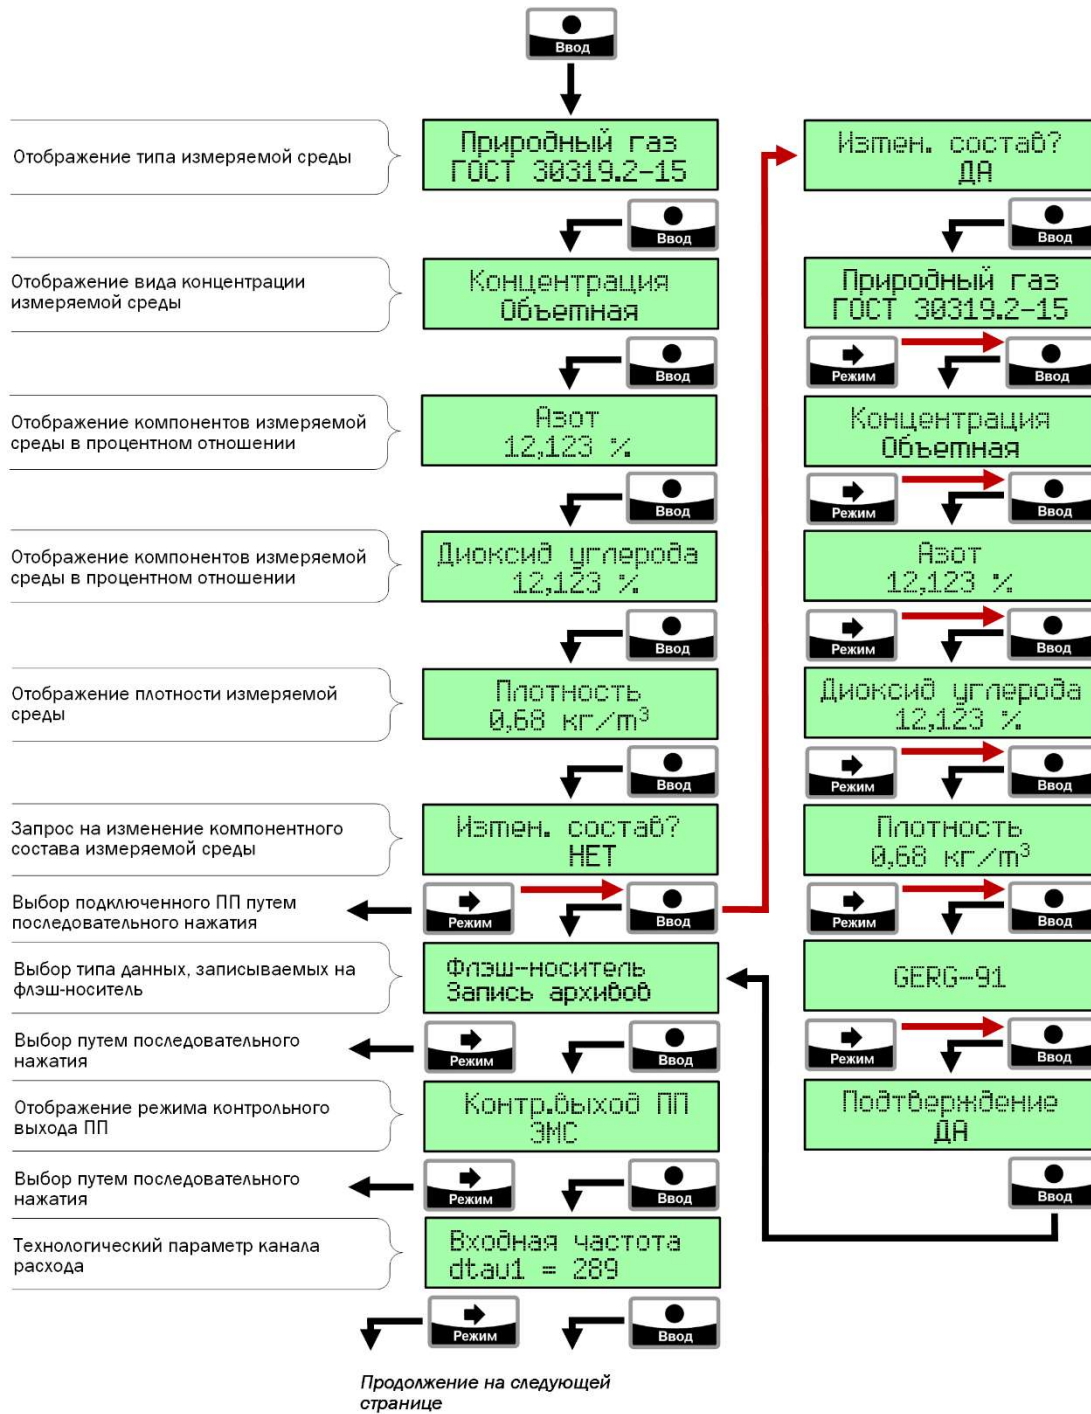 Ввод
Отображение типа измеряемой среды
Природный газ
ГОСТ 30319.2-15
Измен. состав?
ДА
Ввод
Ввод
Отображение вида концентрации
измеряемой среды
Концентрация
Объемная
Природный газ
ГОСТ 30319.2-15
Ввод
Режим
Ввод
Отображение компонентов измеряемой
среды в процентном отношении
Азот
12,123 %
Концентрация
Объемная
Ввод
Режим
Ввод
Отображение компонентов измеряемой
среды в процентном отношении
Диоксид углерода
12,123 %
Азот
12,123 %
Ввод
Режим
Ввод
Отображение плотности измеряемой
среды
Плотность
0,68 кг/m³
Диоксид углерода
12,123 %
Ввод
Режим
Ввод
Запрос на изменение компонентного
состава измеряемой среды
Измен. состав?
НЕТ
Плотность
0,68 кг/m³
Выбор подключенного ПП путем
последовательного нажатия
Режим
Ввод
Режим
Ввод
Выбор типа данных, записываемых на
флэш-носитель
Флэш-носитель
Запись архивов
GERG-91
Выбор путем последовательного
нажатия
Режим
Ввод
Режим
Ввод
Отображение режима контрольного
выхода ПП
Контр.выход ПП
ЭМС
Подтверждение
ДА
Выбор путем последовательного
нажатия
Режим
Ввод
Ввод
Технологический параметр канала
расхода
Входная частота
dtau1 = 289
Режим
Ввод
Продолжение на следующей
странице